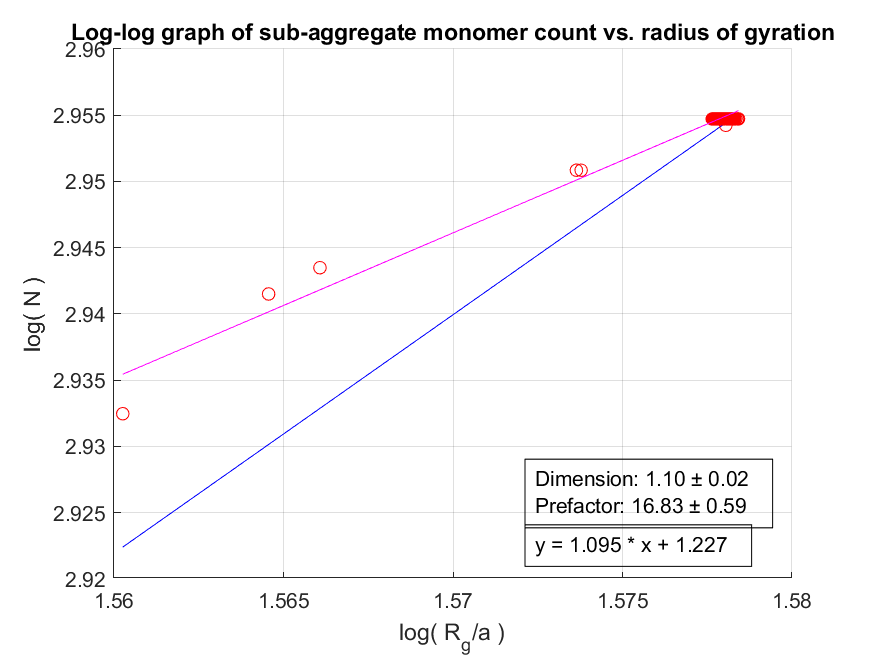 Log-log graph of sub-aggregate monomer count vs. radius of gyration
2.96
2.955
2.95
2.945
2.94
2.935
2.93
2.925
2.92
log( N )
Dimension: 1.10 ± 0.02
Prefactor: 16.83 ± 0.59
y = 1.095 * x + 1.227
1.56 1.565 1.57 1.575 1.58
log( R_g/a )